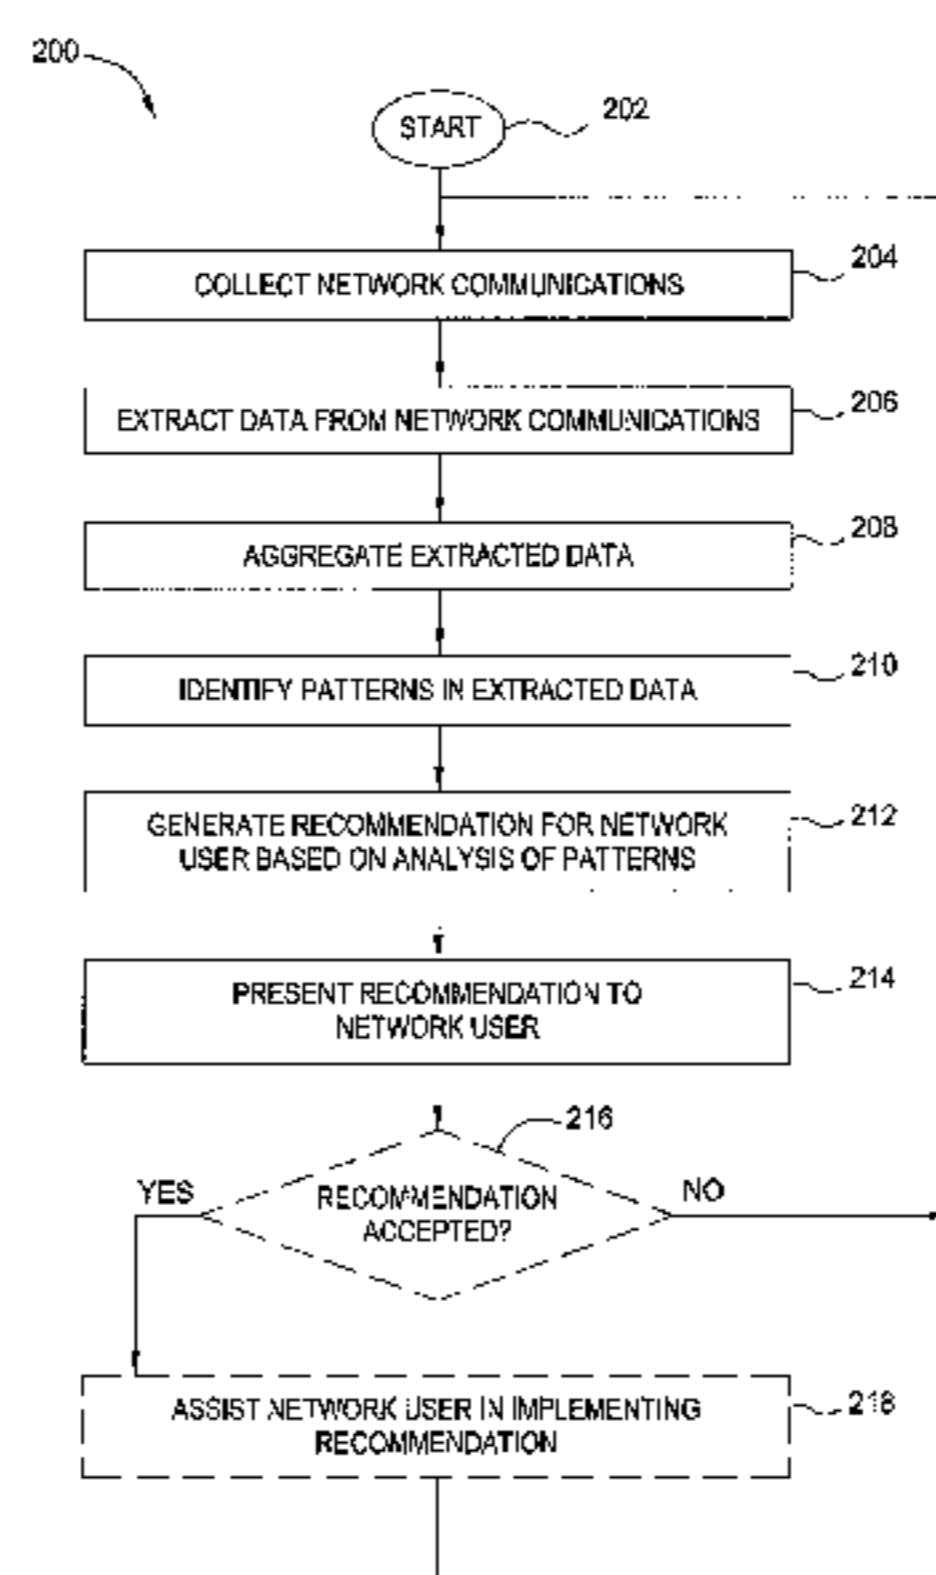 200
START
202
COLLECT NETWORK COMMUNICATIONS
204
EXTRACT DATA FROM NETWORK COMMUNICATIONS
206
AGGREGATE EXTRACTED DATA
208
IDENTIFY PATTERNS IN EXTRACTED DATA
210
GENERATE RECOMMENDATION FOR NETWORK
USER BASED ON ANALYSIS OF PATTERNS
212
PRESENT RECOMMENDATION TO
NETWORK USER
214
216
YES
RECOMMENDATION
ACCEPTED?
NO
ASSIST NETWORK USER IN IMPLEMENTING
RECOMMENDATION
218